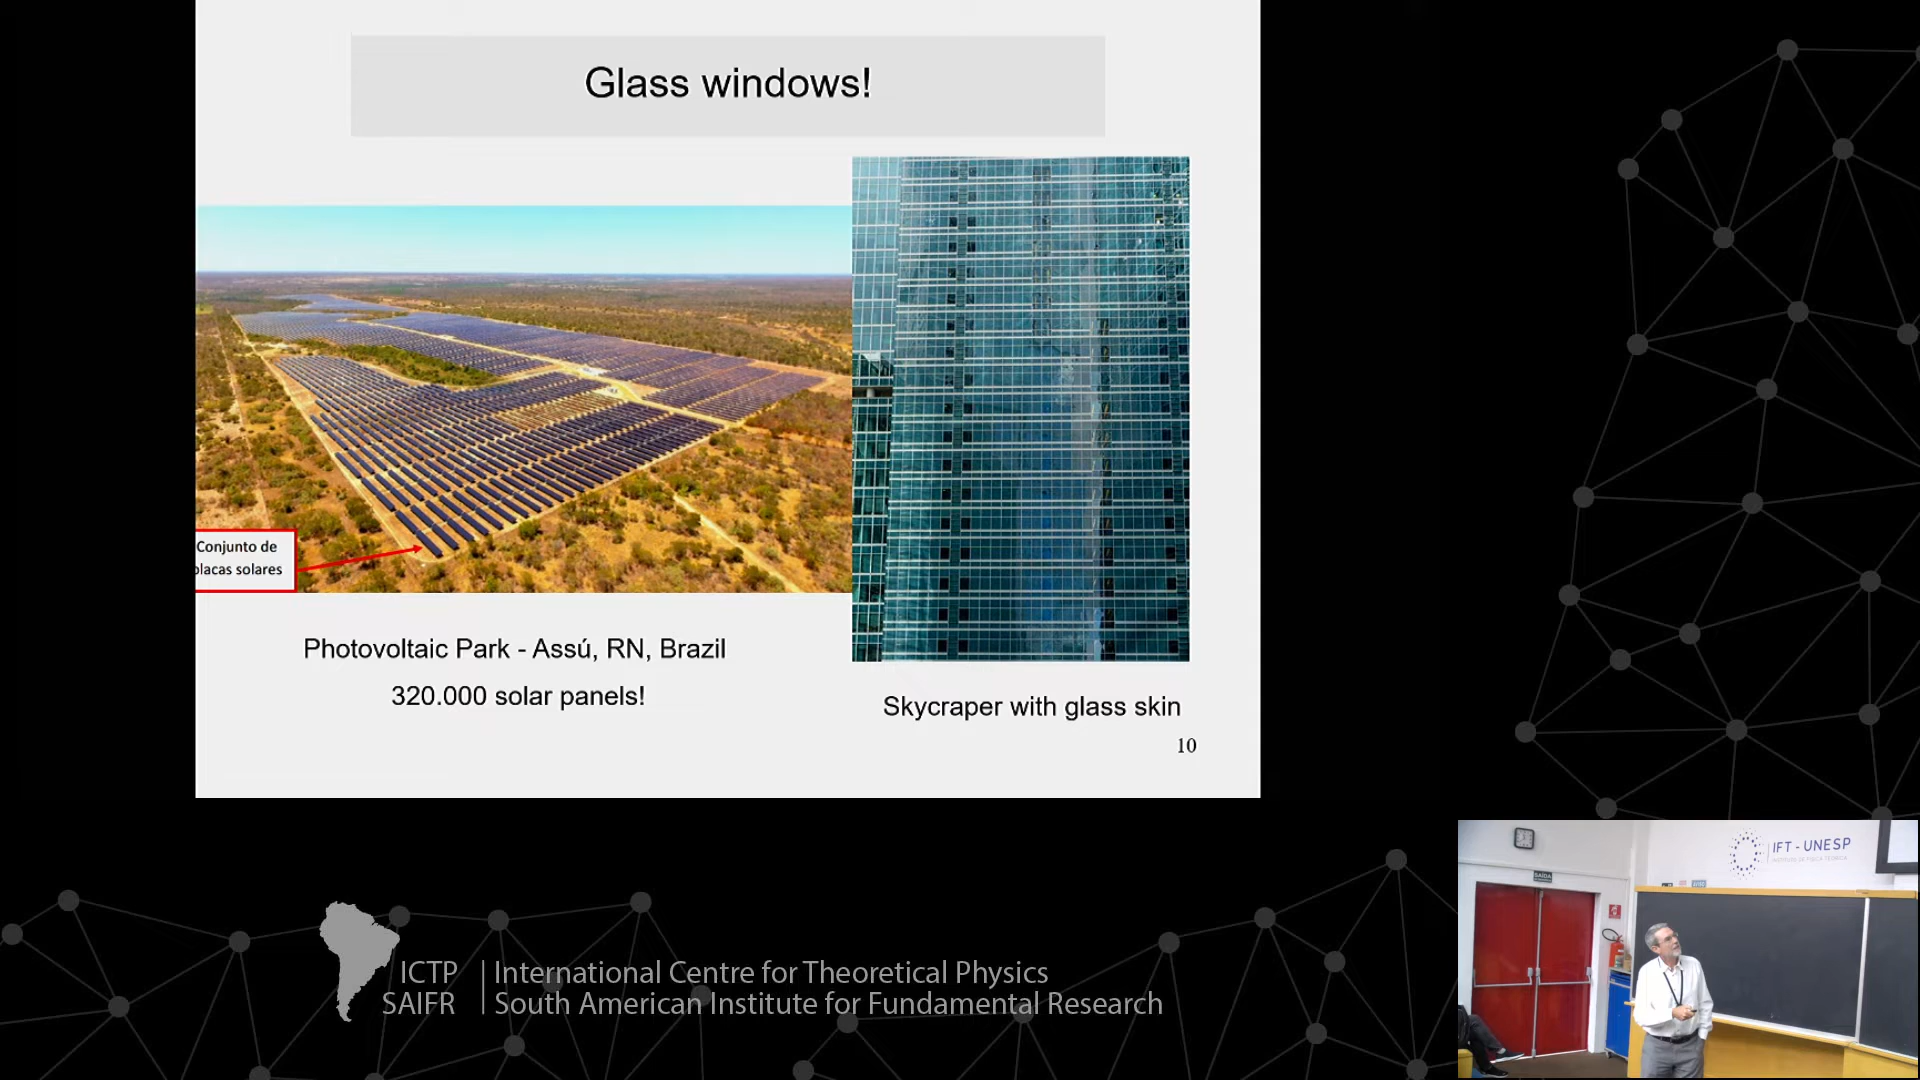 Glass windows!
Conjunto de
placas solares
Photovoltaic Park - Assú, RN, Brazil
320.000 solar panels!
Skycraper with glass skin
10
IFT - UNESP
SAÍDA
ICTP
SAIFR
International Centre for Theoretical Physics
South American Institute for Fundamental Research